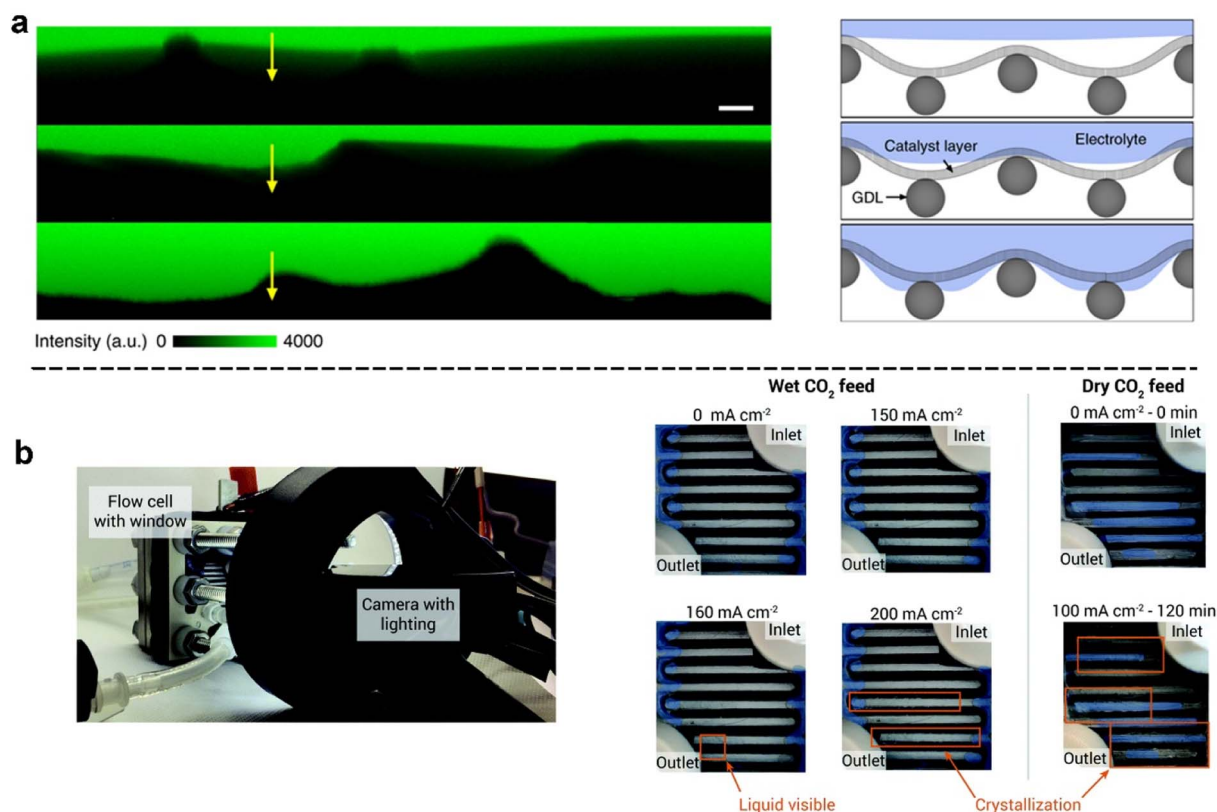 a
Electrolyte
Catalyst layer
GDL
Intensity (a.u.) 0 4000
Wet CO₂ feed
Dry CO₂ feed
0 mA cm⁻²
150 mA cm⁻²
0 mA cm⁻² - 0 min
b
Inlet
Inlet
Inlet
Flow cell
with window
Camera with
lighting
Outlet
Outlet
Outlet
160 mA cm⁻²
200 mA cm⁻²
100 mA cm⁻² - 120 min
Inlet
Inlet
Inlet
Outlet
Outlet
Outlet
Liquid visible
Crystallization